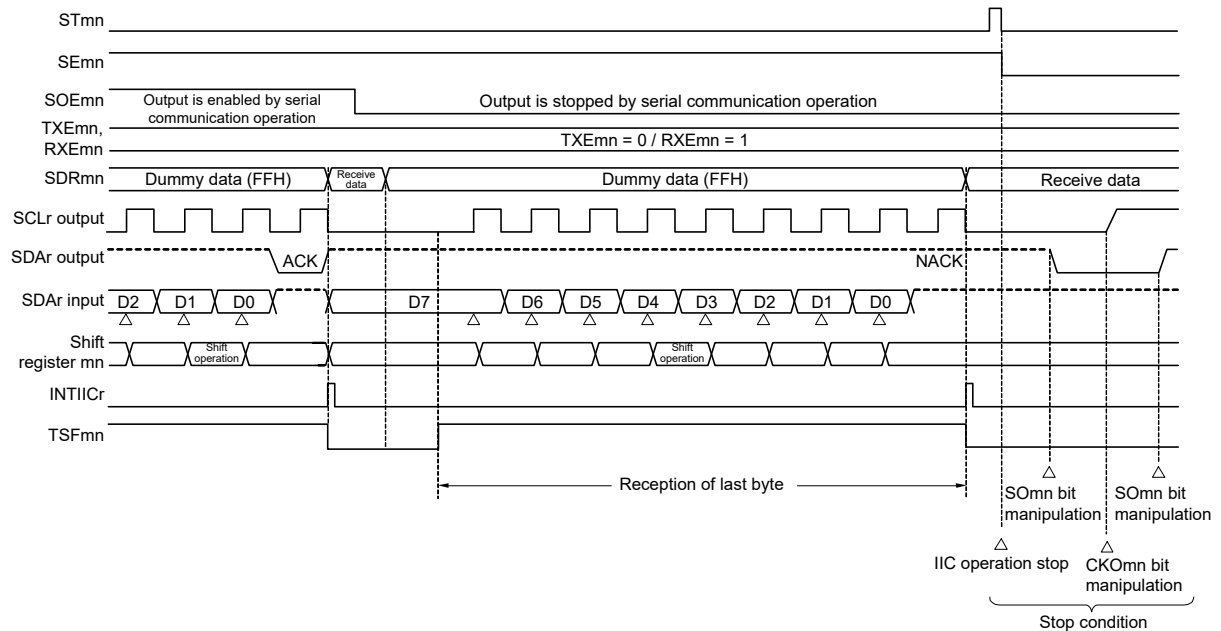 STmn
SEmn
SOEmn
Output is enabled by serial
communication operation
Output is stopped by serial communication operation
TXEmn,
RXEmn
TXEmn = 0 / RXEmn = 1
SDRmn
Dummy data (FFH)
Receive
data
Dummy data (FFH)
Receive data
SCLr output
SDAr output
ACK
NACK
SDAr input
D2
D1
D0
D7
D6
D5
D4
D3
D2
D1
D0
Shift
register mn
Shift
operation
Shift
operation
INTIICr
TSFmn
Reception of last byte
SOmn bit
manipulation
SOmn bit
manipulation
IIC operation stop
CKOmn bit
manipulation
Stop condition